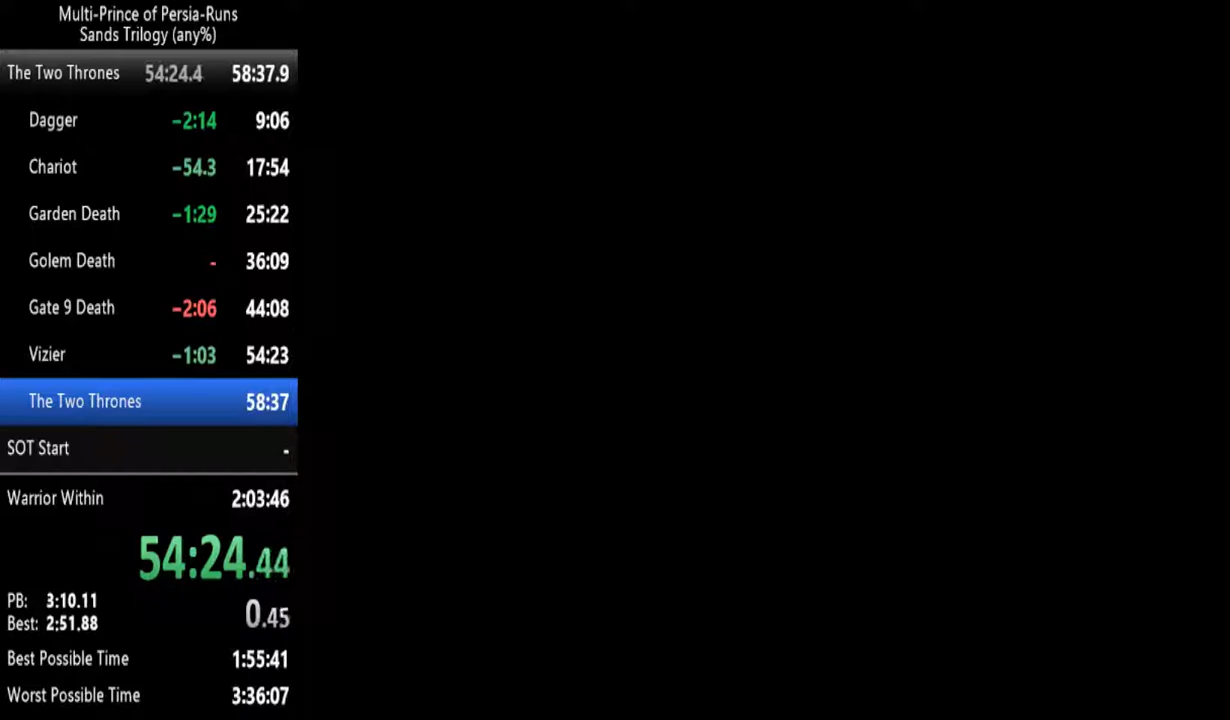 Multi-Prince of Persia-Runs
Sands Trilogy (any%)
The Two Thrones 54:24.4 58:37.9
Dagger −2:14 9:06
Chariot −54.3 17:54
Garden Death −1:29 25:22
Golem Death - 36:09
Gate 9 Death −2:06 44:08
Vizier −1:03 54:23
The Two Thrones 58:37
SOT Start -
Warrior Within 2:03:46
54:24.44
PB: 3:10.11
Best: 2:51.88
0.45
Best Possible Time 1:55:41
Worst Possible Time 3:36:07